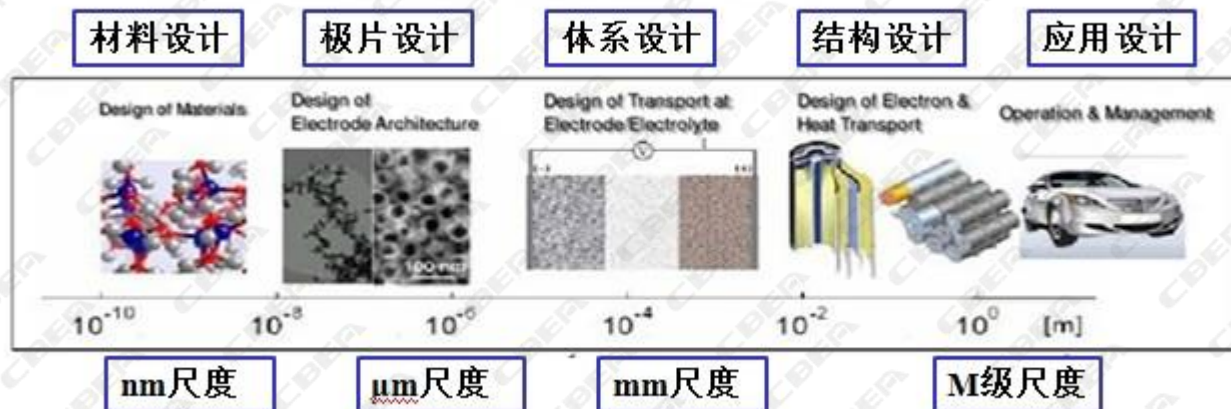 材料设计
极片设计
体系设计
结构设计
应用设计
Design of Materials
Design of
Electrode Architecture
Design of Transport at
Electrode/Electrolyte
Design of Electron &
Heat Transport
Operation & Management
V
(-)
(+)
100 nm
10⁻¹⁰
10⁻⁸
10⁻⁶
10⁻⁴
10⁻²
10⁰
[m]
nm尺度
μm尺度
mm尺度
M级尺度
CBEA